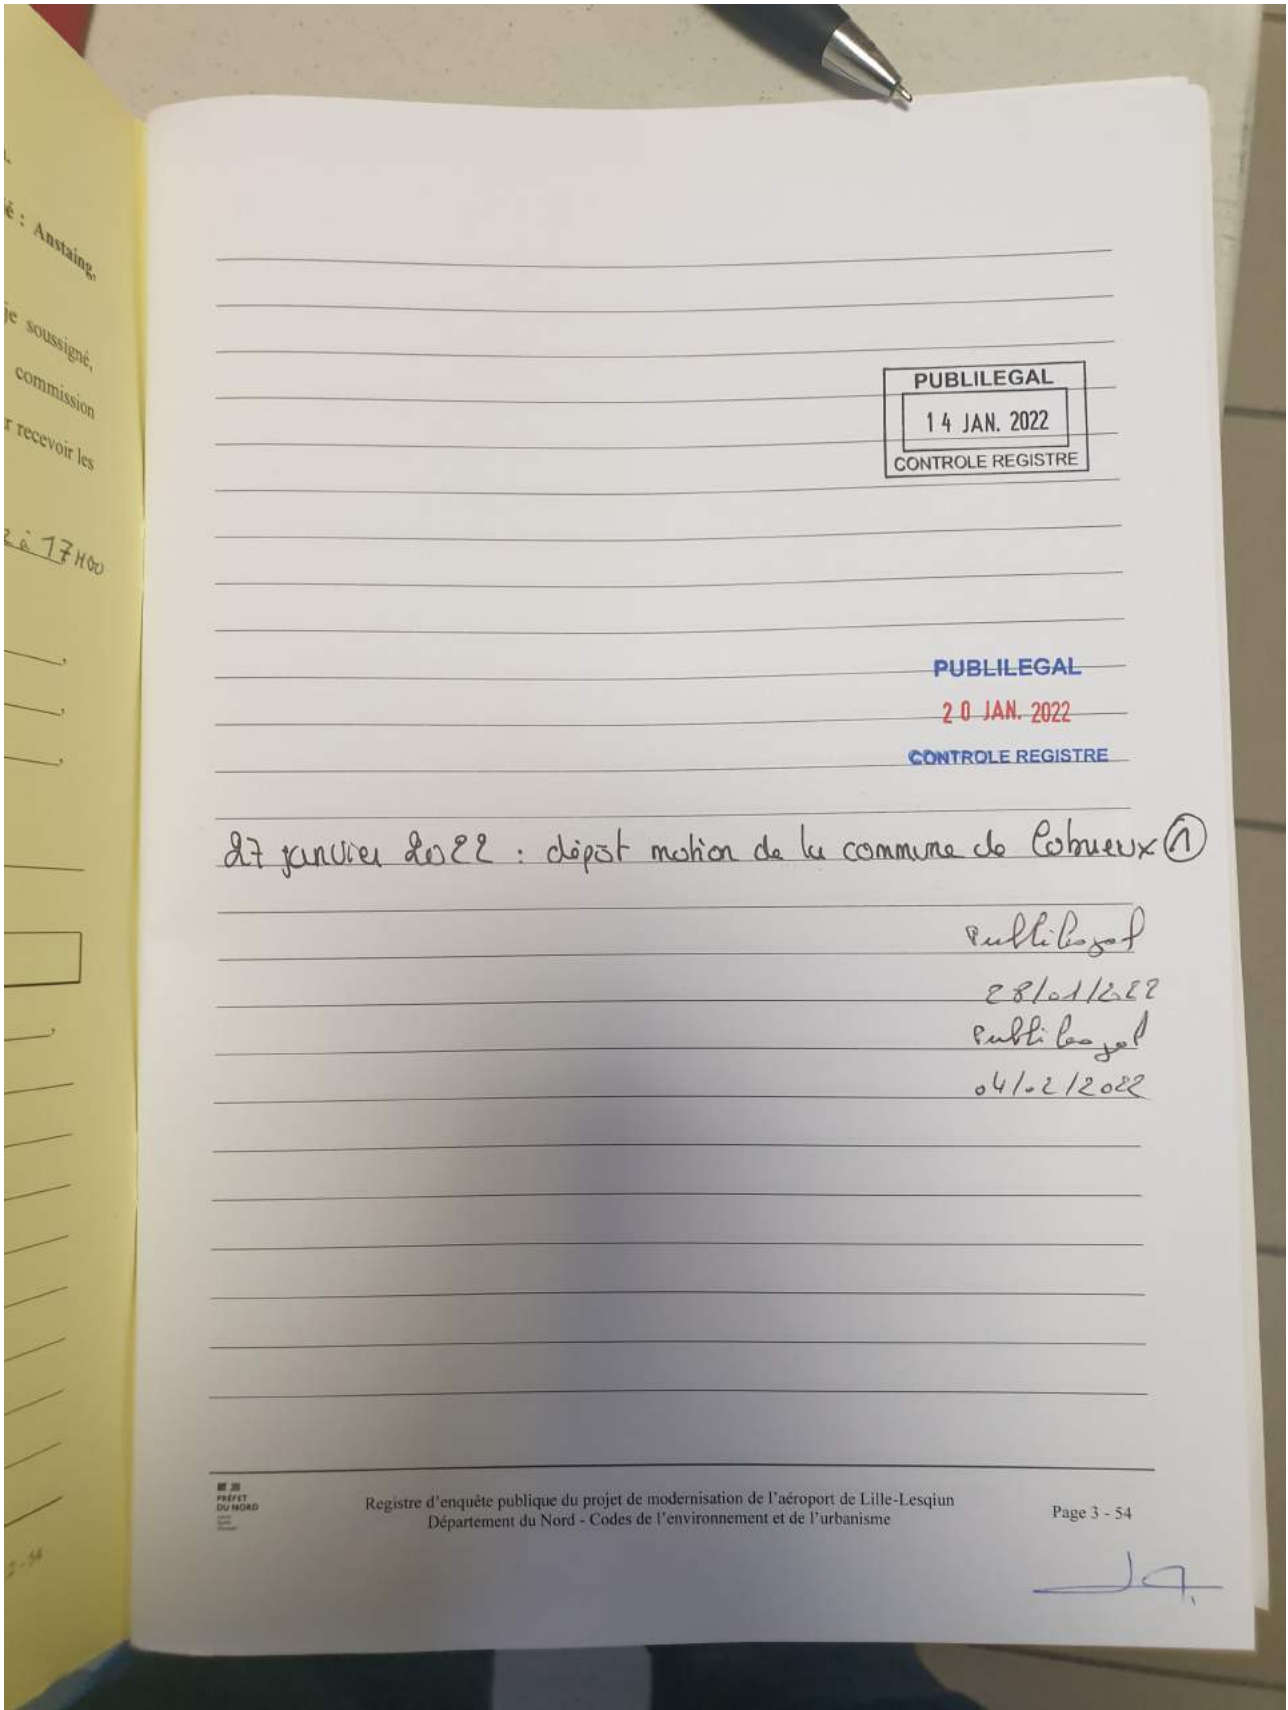 é : Anstaing,
je soussigné,
commission
r recevoir les
à 17H00
2 - 54
PUBLILEGAL
14 JAN. 2022
CONTROLE REGISTRE
PUBLILEGAL
20 JAN. 2022
CONTROLE REGISTRE
27 janvier 2022 : dépôt motion de la commune de Cobrieux 1
Publilegal
28/01/2022
Publilegal
04/02/2022
PRÉFET
DU NORD
Registre d'enquête publique du projet de modernisation de l'aéroport de Lille-Lesqiun
Département du Nord - Codes de l'environnement et de l'urbanisme
Page 3 - 54